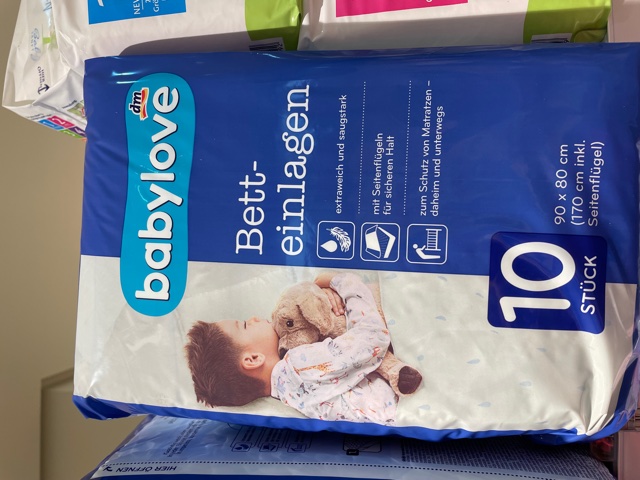 dm
babylove
Bett-
einlagen
extraweich und saugstark
mit Seitenflügeln
für sicheren Halt
zum Schutz von Matratzen –
daheim und unterwegs
10
STÜCK
90 x 80 cm
(170 cm inkl.
Seitenflügel)
HIER ÖFFNEN